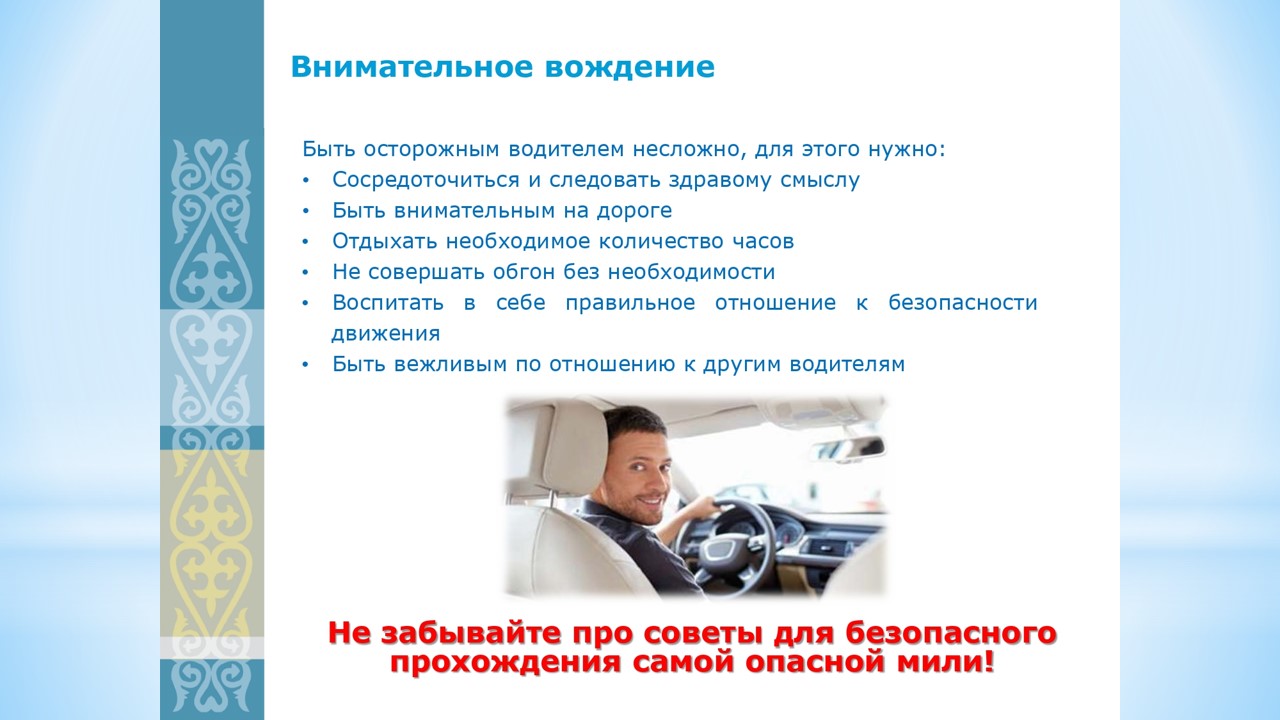 Внимательное вождение
Быть осторожным водителем несложно, для этого нужно:
• Сосредоточиться и следовать здравому смыслу
• Быть внимательным на дороге
• Отдыхать необходимое количество часов
• Не совершать обгон без необходимости
• Воспитать в себе правильное отношение к безопасности
движения
• Быть вежливым по отношению к другим водителям
Не забывайте про советы для безопасного
прохождения самой опасной мили!